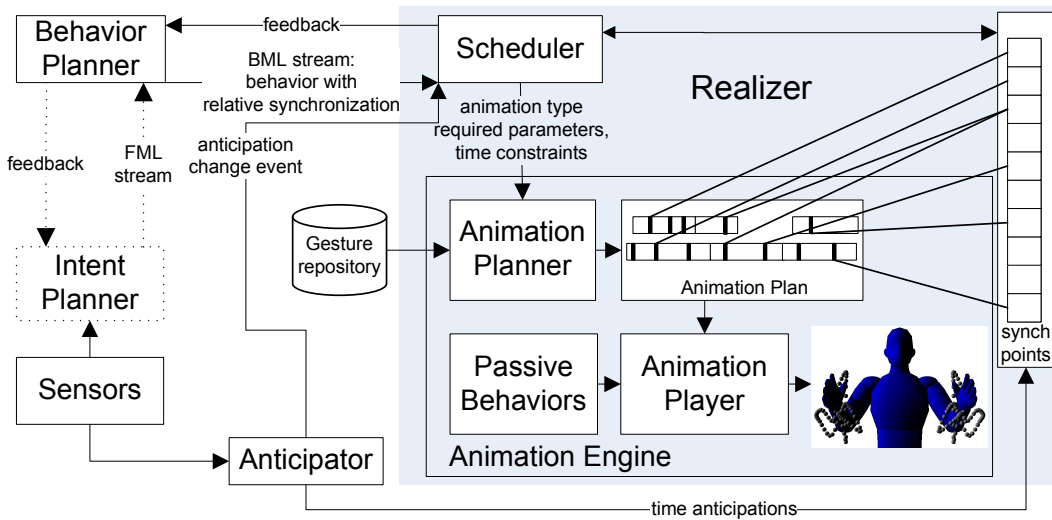 Behavior
Planner
feedback
Scheduler
BML stream:
behavior with
relative synchronization
Realizer
animation type
required parameters,
time constraints
anticipation
change event
feedback
FML
stream
Gesture
repository
Animation
Planner
Animation Plan
Intent
Planner
synch
points
Sensors
Passive
Behaviors
Animation
Player
Anticipator
Animation Engine
time anticipations